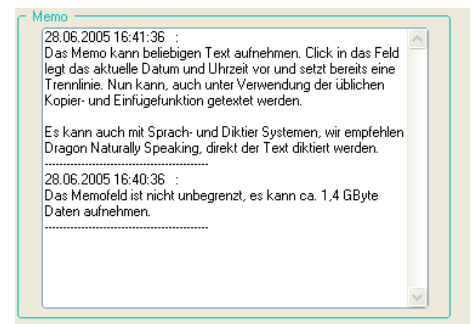 Memo
28.06.2005 16:41:36 :
Das Memo kann beliebigen Text aufnehmen. Click in das Feld
legt das aktuelle Datum und Uhrzeit vor und setzt bereits eine
Trennlinie. Nun kann, auch unter Verwendung der üblichen
Kopier- und Einfügefunktion getextet werden.
Es kann auch mit Sprach- und Diktier Systemen, wir empfehlen
Dragon Naturally Speaking, direkt der Text diktiert werden.
--------------------------------------------
28.06.2005 16:40:36 :
Das Memofeld ist nicht unbegrenzt, es kann ca. 1,4 GByte
Daten aufnehmen.
--------------------------------------------